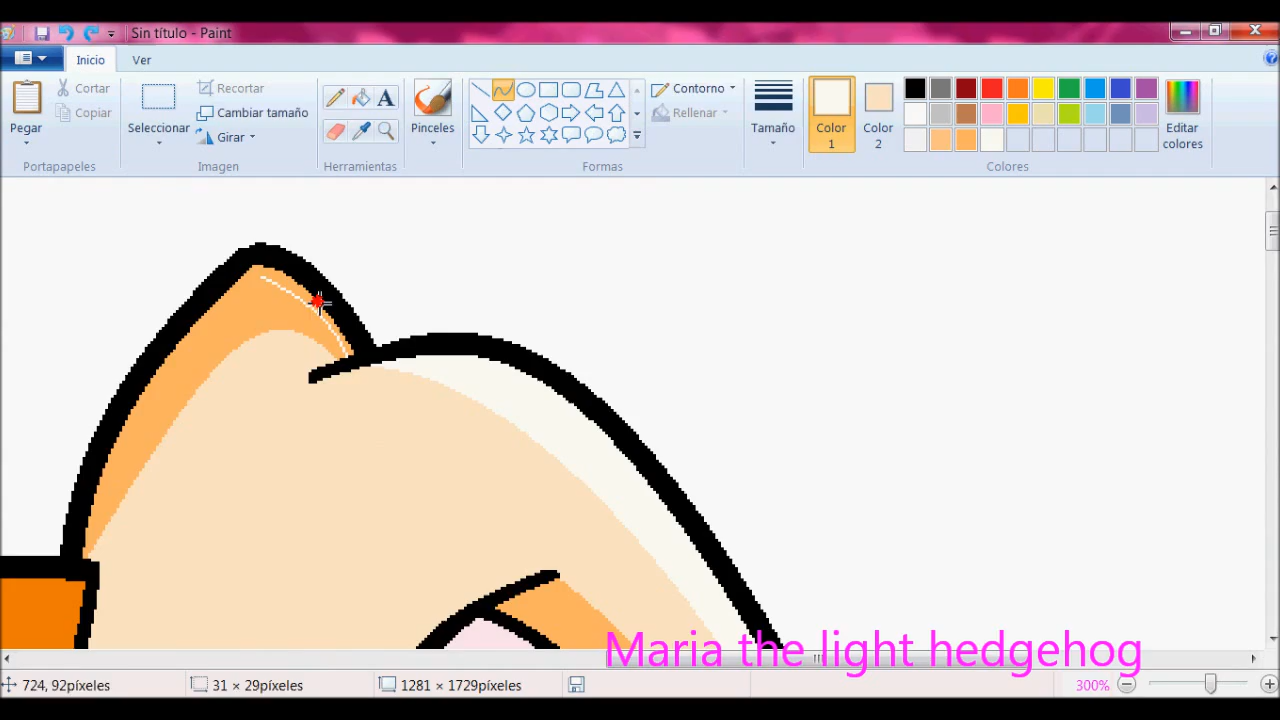 Sin título - Paint
Inicio Ver
Pegar
Cortar
Copiar
Portapapeles
Seleccionar
Recortar
Cambiar tamaño
Girar
Imagen
A
Herramientas
Pinceles
Formas
Contorno
Rellenar
Tamaño
Color 1
Color 2
Editar colores
Colores
Maria the light hedgehog
724, 92píxeles 31 × 29píxeles 1281 × 1729píxeles 300%